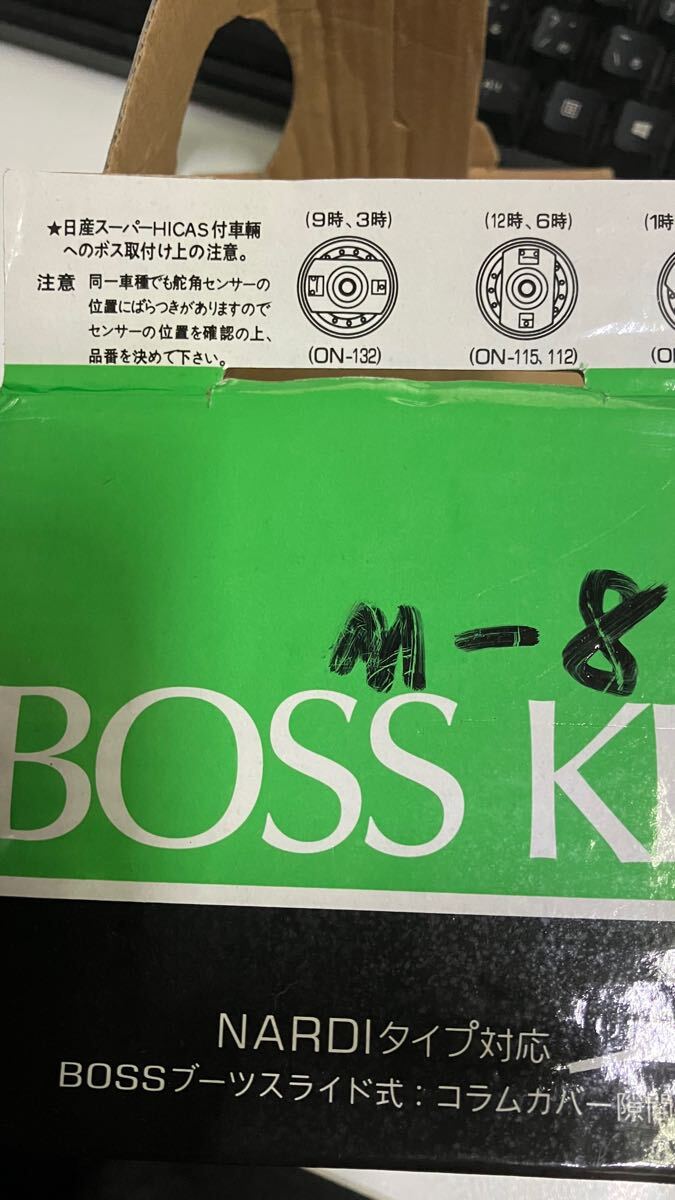 ★日産スーパーHICAS付車輌
へのボス取付け上の注意。
注意 同一車種でも舵角センサーの
位置にばらつきがありますので
センサーの位置を確認の上、
品番を決めて下さい。
(9時、3時)
(ON-132)
(12時、6時)
(ON-115、112)
(1時
(O
M-8
BOSS KI
NARDIタイプ対応
BOSSブーツスライド式：コラムカバー隙間